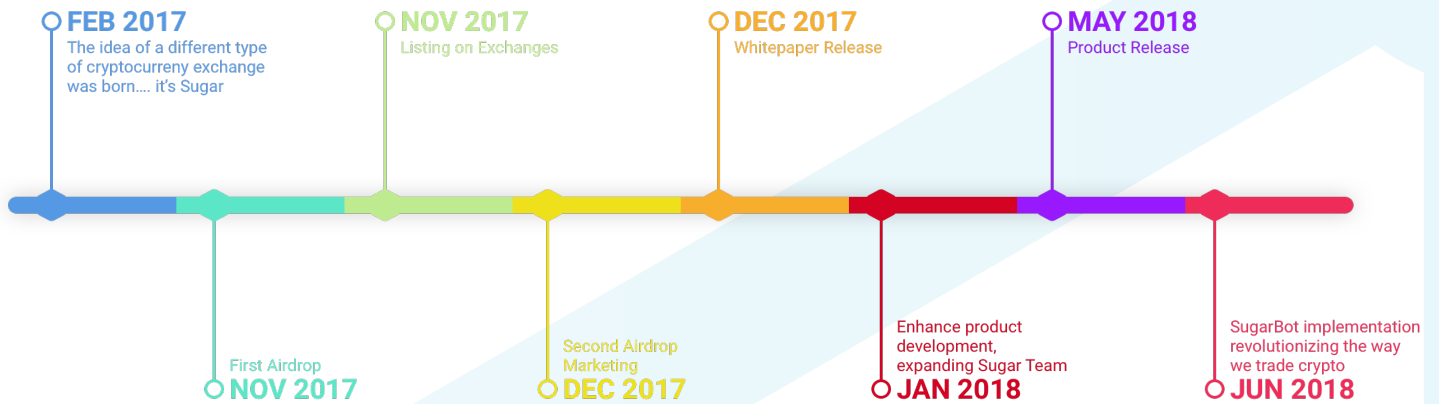 FEB 2017
The idea of a different type
of cryptocurreny exchange
was born.... it's Sugar
NOV 2017
Listing on Exchanges
DEC 2017
Whitepaper Release
MAY 2018
Product Release
First Airdrop
NOV 2017
Second Airdrop
Marketing
DEC 2017
Enhance product
development,
expanding Sugar Team
JAN 2018
SugarBot implementation
revolutionizing the way
we trade crypto
JUN 2018